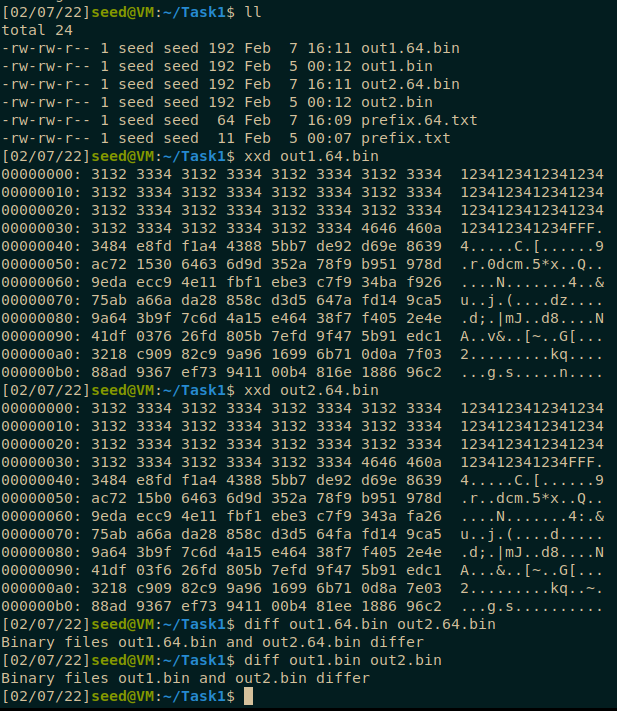 [02/07/22]seed@VM:~/Task1$ ll
total 24
-rw-rw-r-- 1 seed seed 192 Feb  7 16:11 out1.64.bin
-rw-rw-r-- 1 seed seed 192 Feb  5 00:12 out1.bin
-rw-rw-r-- 1 seed seed 192 Feb  7 16:11 out2.64.bin
-rw-rw-r-- 1 seed seed 192 Feb  5 00:12 out2.bin
-rw-rw-r-- 1 seed seed  64 Feb  7 16:09 prefix.64.txt
-rw-rw-r-- 1 seed seed  11 Feb  5 00:07 prefix.txt
[02/07/22]seed@VM:~/Task1$ xxd out1.64.bin
00000000: 3132 3334 3132 3334 3132 3334 3132 3334  1234123412341234
00000010: 3132 3334 3132 3334 3132 3334 3132 3334  1234123412341234
00000020: 3132 3334 3132 3334 3132 3334 3132 3334  1234123412341234
00000030: 3132 3334 3132 3334 3132 3334 4646 460a  123412341234FFF.
00000040: 3484 e8fd f1a4 4388 5bb7 de92 d69e 8639  4.....C.[......9
00000050: ac72 1530 6463 6d9d 352a 78f9 b951 978d  .r.0dcm.5*x..Q..
00000060: 9eda ecc9 4e11 fbf1 ebe3 c7f9 34ba f926  ....N.......4..&
00000070: 75ab a66a da28 858c d3d5 647a fd14 9ca5  u..j.(....dz....
00000080: 9a64 3b9f 7c6d 4a15 e464 38f7 f405 2e4e  .d;.|mJ..d8....N
00000090: 41df 0376 26fd 805b 7efd 9f47 5b91 edc1  A..v&..[~..G[...
000000a0: 3218 c909 82c9 9a96 1699 6b71 0d0a 7f03  2.........kq....
000000b0: 88ad 9367 ef73 9411 00b4 816e 1886 96c2  ...g.s.....n....
[02/07/22]seed@VM:~/Task1$ xxd out2.64.bin
00000000: 3132 3334 3132 3334 3132 3334 3132 3334  1234123412341234
00000010: 3132 3334 3132 3334 3132 3334 3132 3334  1234123412341234
00000020: 3132 3334 3132 3334 3132 3334 3132 3334  1234123412341234
00000030: 3132 3334 3132 3334 3132 3334 4646 460a  123412341234FFF.
00000040: 3484 e8fd f1a4 4388 5bb7 de92 d69e 8639  4.....C.[......9
00000050: ac72 15b0 6463 6d9d 352a 78f9 b951 978d  .r..dcm.5*x..Q..
00000060: 9eda ecc9 4e11 fbf1 ebe3 c7f9 343a fa26  ....N.......4:.&
00000070: 75ab a66a da28 858c d3d5 64fa fd14 9ca5  u..j.(....d.....
00000080: 9a64 3b9f 7c6d 4a15 e464 38f7 f405 2e4e  .d;.|mJ..d8....N
00000090: 41df 03f6 26fd 805b 7efd 9f47 5b91 edc1  A...&..[~..G[...
000000a0: 3218 c909 82c9 9a96 1699 6b71 0d8a 7e03  2.........kq..~.
000000b0: 88ad 9367 ef73 9411 00b4 81ee 1886 96c2  ...g.s..........
[02/07/22]seed@VM:~/Task1$ diff out1.64.bin out2.64.bin
Binary files out1.64.bin and out2.64.bin differ
[02/07/22]seed@VM:~/Task1$ diff out1.bin out2.bin
Binary files out1.bin and out2.bin differ
[02/07/22]seed@VM:~/Task1$